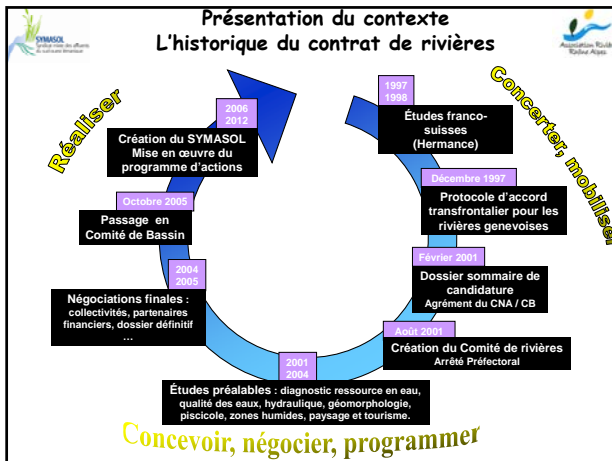 Présentation du contexte
L'historique du contrat de rivières
SYMASOL
Association Rivière
Rhône Alpes
Réaliser
Concerter, mobiliser
1997
1998
Études franco-
suisses
(Hermance)
Décembre 1997
Protocole d'accord
transfrontalier pour les
rivières genevoises
Février 2001
Dossier sommaire de
candidature
Agrément du CNA / CB
Août 2001
Création du Comité de rivières
Arrêté Préfectoral
2001
2004
Études préalables : diagnostic ressource en eau,
qualité des eaux, hydraulique, géomorphologie,
piscicole, zones humides, paysage et tourisme.
2004
2005
Négociations finales :
collectivités, partenaires
financiers, dossier définitif
…
Octobre 2005
Passage en
Comité de Bassin
2006
2012
Création du SYMASOL
Mise en œuvre du
programme d'actions
Concevoir, négocier, programmer